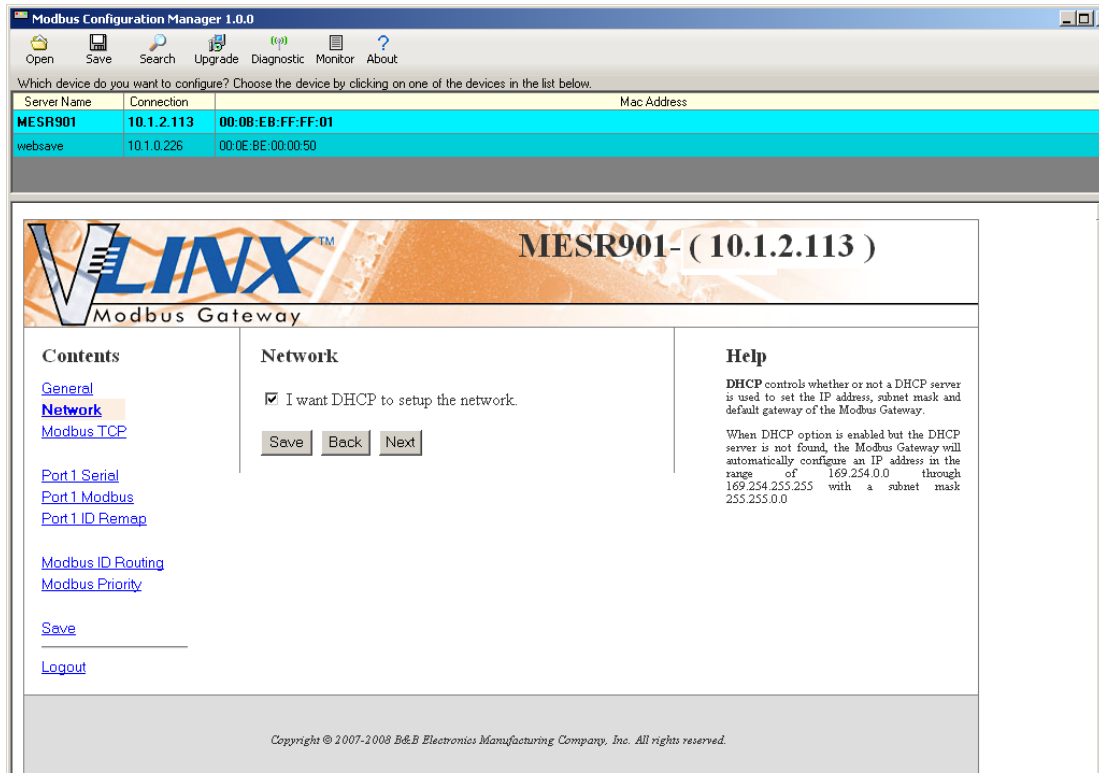 Modbus Configuration Manager 1.0.0
Open Save Search Upgrade Diagnostic Monitor About
Which device do you want to configure? Choose the device by clicking on one of the devices in the list below.
Server Name Connection Mac Address
MESR901 10.1.2.113 00:0B:EB:FF:FF:01
websave 10.1.0.226 00:0E:BE:00:00:50
VLINX TM
Modbus Gateway
MESR901- ( 10.1.2.113 )
Contents
General
Network
Modbus TCP
Port 1 Serial
Port 1 Modbus
Port 1 ID Remap
Modbus ID Routing
Modbus Priority
Save
Logout
Network
I want DHCP to setup the network.
Save Back Next
Help
DHCP controls whether or not a DHCP server
is used to set the IP address, subnet mask and
default gateway of the Modbus Gateway.
When DHCP option is enabled but the DHCP
server is not found, the Modbus Gateway will
automatically configure an IP address in the
range of 169.254.0.0 through
169.254.255.255 with a subnet mask
255.255.0.0
Copyright © 2007-2008 B&B Electronics Manufacturing Company, Inc. All rights reserved.